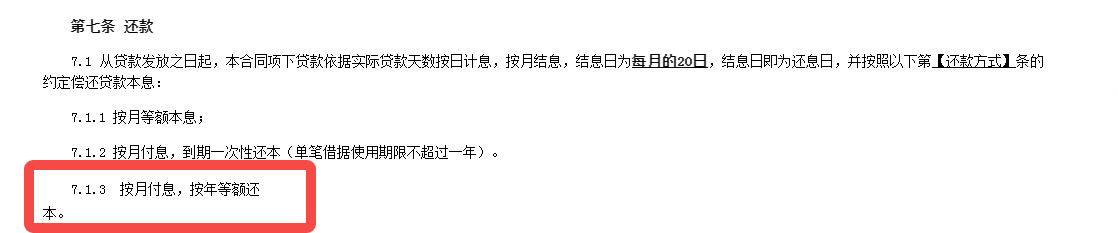 第七条 还款
7.1 从贷款发放之日起，本合同项下贷款依据实际贷款天数按日计息，按月结息，结息日为每月的20日，结息日即为还息日，并按照以下第【还款方式】条的
约定偿还贷款本息：
7.1.1 按月等额本息；
7.1.2 按月付息，到期一次性还本（单笔借据使用期限不超过一年）。
7.1.3 按月付息，按年等额还
本。